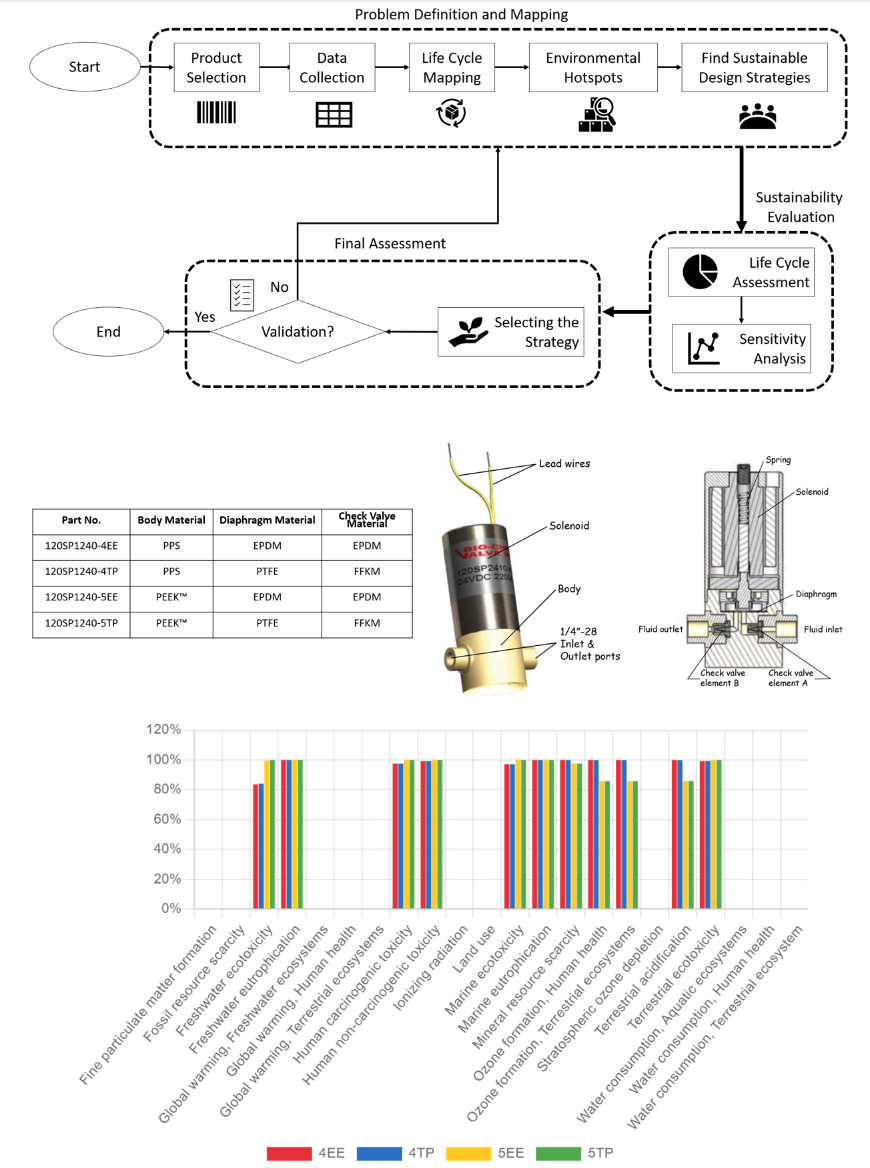 Problem Definition and Mapping
Start
Product
Selection
Data
Collection
Life Cycle
Mapping
Environmental
Hotspots
Find Sustainable
Design Strategies
Sustainability
Evaluation
Life Cycle
Assessment
Sensitivity
Analysis
Final Assessment
Selecting the
Strategy
Validation?
No
Yes
End
Part No. Body Material Diaphragm Material Check Valve
Material
120SP1240-4EE PPS EPDM EPDM
120SP1240-4TP PPS PTFE FFKM
120SP1240-5EE PEEK™ EPDM EPDM
120SP1240-5TP PEEK™ PTFE FFKM
Lead wires
Solenoid
Body
1/4"-28
Inlet &
Outlet ports
120SP2410
24VDC
Spring
Solenoid
Diaphragm
Fluid outlet
Fluid inlet
Check valve
element B
Check valve
element A
120%
100%
80%
60%
40%
20%
0%
Fine particulate matter formation
Fossil resource scarcity
Freshwater ecotoxicity
Freshwater eutrophication
Global warming, Freshwater ecosystems
Global warming, Human health
Global warming, Terrestrial ecosystems
Human carcinogenic toxicity
Human non-carcinogenic toxicity
Ionizing radiation
Land use
Marine ecotoxicity
Marine eutrophication
Mineral resource scarcity
Ozone formation, Human health
Ozone formation, Terrestrial ecosystems
Stratospheric ozone depletion
Terrestrial acidification
Terrestrial ecotoxicity
Water consumption, Aquatic ecosystems
Water consumption, Human health
Water consumption, Terrestrial ecosystem
4EE
4TP
5EE
5TP